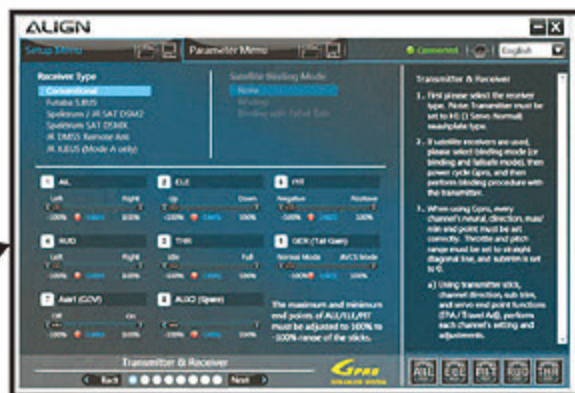 ALIGN
Setup Menu
Parameter Menu
Connected
English
Receiver Type
Conventional
Futaba S.BUS
Spektrum / JR SAT DSM2
Spektrum SAT DSMX
JR DMSS Remote Ant
JR XBUS (Mode A only)
Satellite Binding Mode
None
Binding
Binding with Failsafe
1 AIL
Left Right
-100% 100%
2 ELE
Up Down
-100% 100%
6 PIT
Negative Positive
-100% 100%
4 RUD
Left Right
-100% 100%
3 THR
Idle Full
-100% 100%
5 GER (Tail Gain)
Normal Mode AVCS Mode
-100% 100%
7 Aux1 (GOV)
Off On
-100% 100%
8 AUX2 (Spare)
-100% 100%
The maximum and minimum
end points of AIL/ELE/PIT
must be adjusted to 100% to
-100% range of the sticks.
Transmitter & Receiver
Back
Next
Gpro
Transmitter & Receiver
1. First please select the receiver
type. Note: Transmitter must be
set to H1 (1 Servo Normal)
swashplate type.
2. If satellite receivers are used,
please select binding mode (or
binding and failsafe mode), then
power cycle Gpro, and then
perform binding procedure with
the transmitter.
3. When using Gpro, every
channel's neutral, direction, max/
min end point must be set
correctly. Throttle and pitch
range must be set to straight
diagonal line, and subtrim is set
to 0.
a) Using transmitter stick,
channel direction, sub trim,
and servo end point functions
(EPA / Travel Adj), perform
each channel's setting and
adjustments.
AIL ELE PIT RUD THR